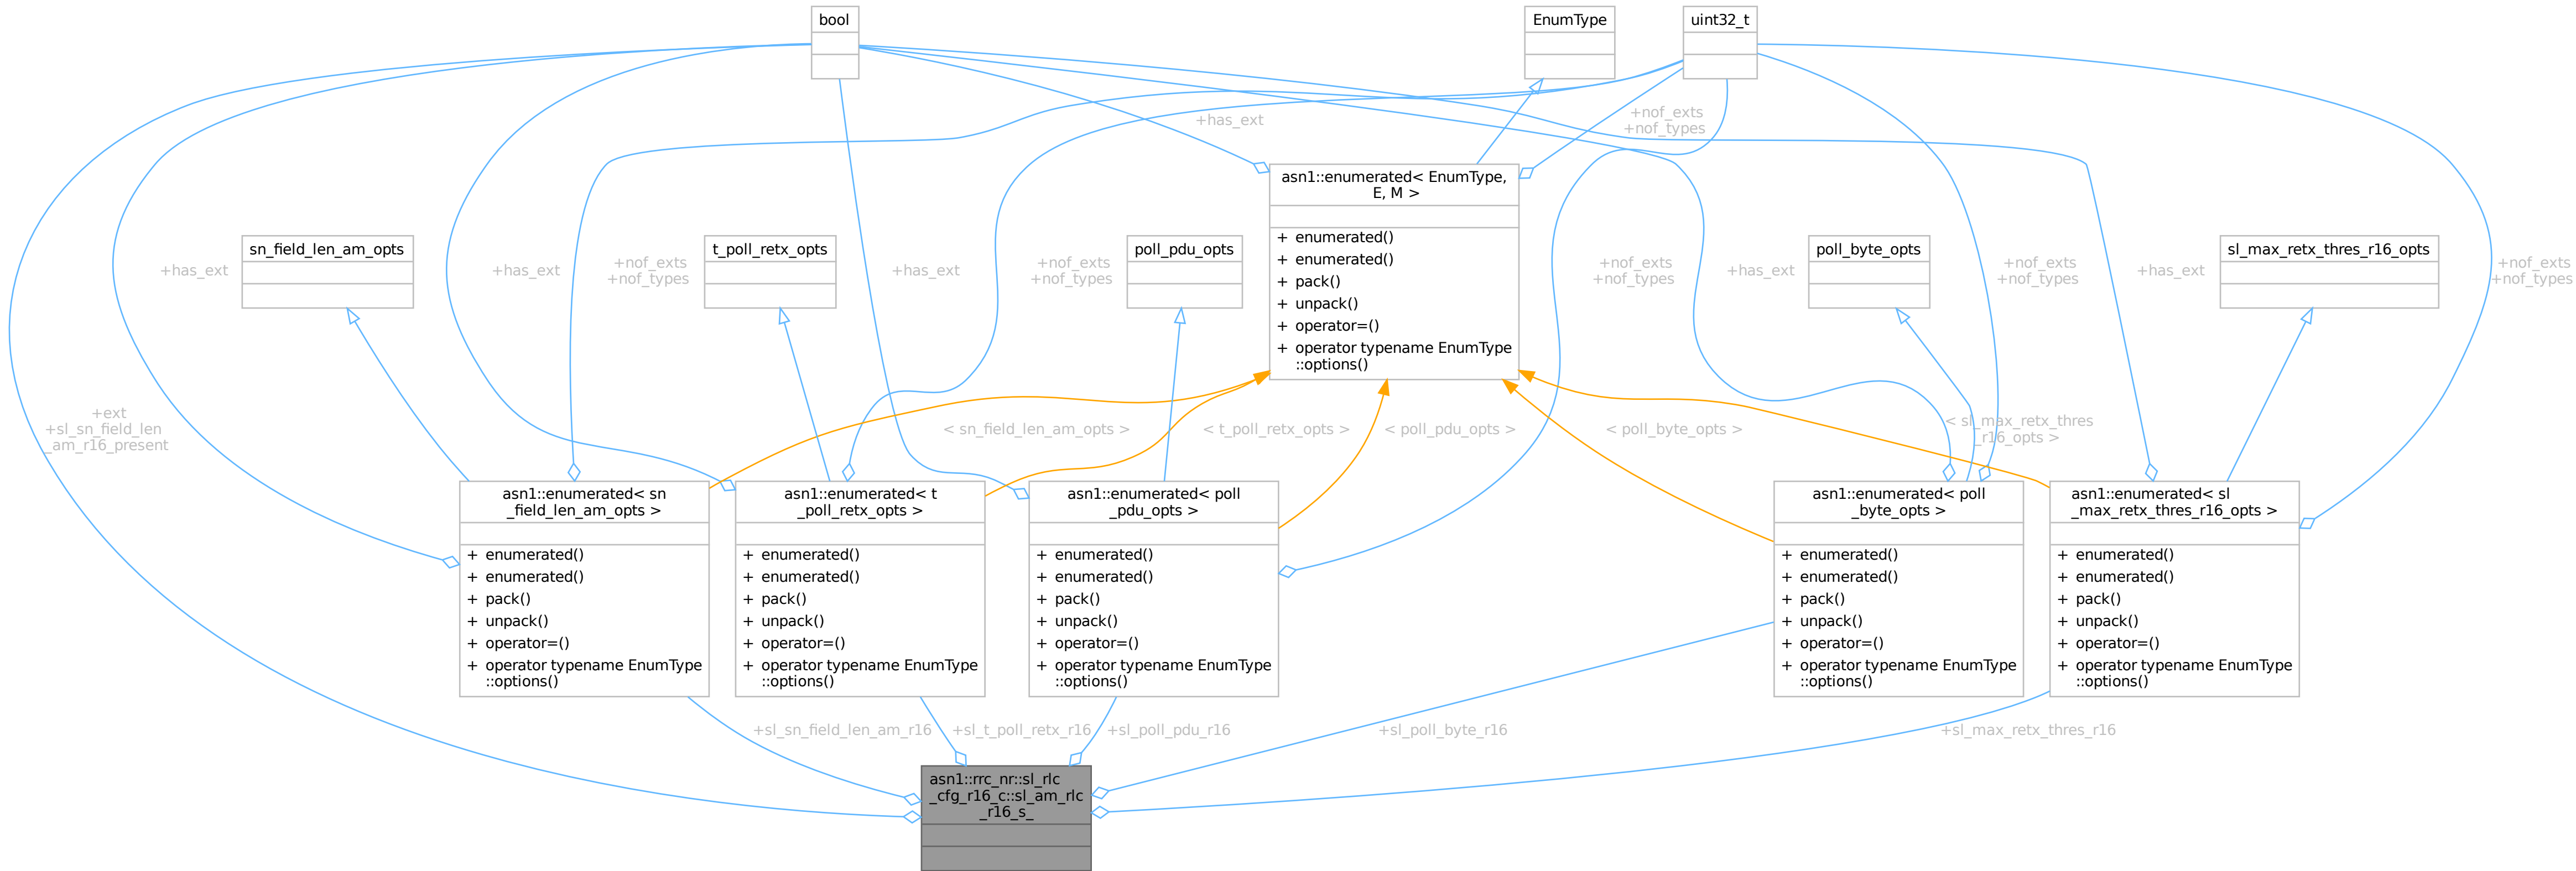 bool
EnumType
uint32_t
+has_ext
+nof_exts
+nof_types
asn1::enumerated< EnumType,
E, M >
+ enumerated()
+ enumerated()
+ pack()
+ unpack()
+ operator=()
+ operator typename EnumType
::options()
sn_field_len_am_opts
t_poll_retx_opts
poll_pdu_opts
poll_byte_opts
sl_max_retx_thres_r16_opts
+has_ext
+has_ext
+nof_exts
+nof_types
+has_ext
+nof_exts
+nof_types
+nof_exts
+nof_types
+has_ext
+nof_exts
+nof_types
+has_ext
+nof_exts
+nof_types
+ext
+sl_sn_field_len
_am_r16_present
< sn_field_len_am_opts >
< t_poll_retx_opts >
< poll_pdu_opts >
< poll_byte_opts >
< sl_max_retx_thres
_r16_opts >
asn1::enumerated< sn
_field_len_am_opts >
+ enumerated()
+ enumerated()
+ pack()
+ unpack()
+ operator=()
+ operator typename EnumType
::options()
asn1::enumerated< t
_poll_retx_opts >
+ enumerated()
+ enumerated()
+ pack()
+ unpack()
+ operator=()
+ operator typename EnumType
::options()
asn1::enumerated< poll
_pdu_opts >
+ enumerated()
+ enumerated()
+ pack()
+ unpack()
+ operator=()
+ operator typename EnumType
::options()
asn1::enumerated< poll
_byte_opts >
+ enumerated()
+ enumerated()
+ pack()
+ unpack()
+ operator=()
+ operator typename EnumType
::options()
asn1::enumerated< sl
_max_retx_thres_r16_opts >
+ enumerated()
+ enumerated()
+ pack()
+ unpack()
+ operator=()
+ operator typename EnumType
::options()
+sl_sn_field_len_am_r16
+sl_t_poll_retx_r16
+sl_poll_pdu_r16
+sl_poll_byte_r16
+sl_max_retx_thres_r16
asn1::rrc_nr::sl_rlc
_cfg_r16_c::sl_am_rlc
_r16_s_